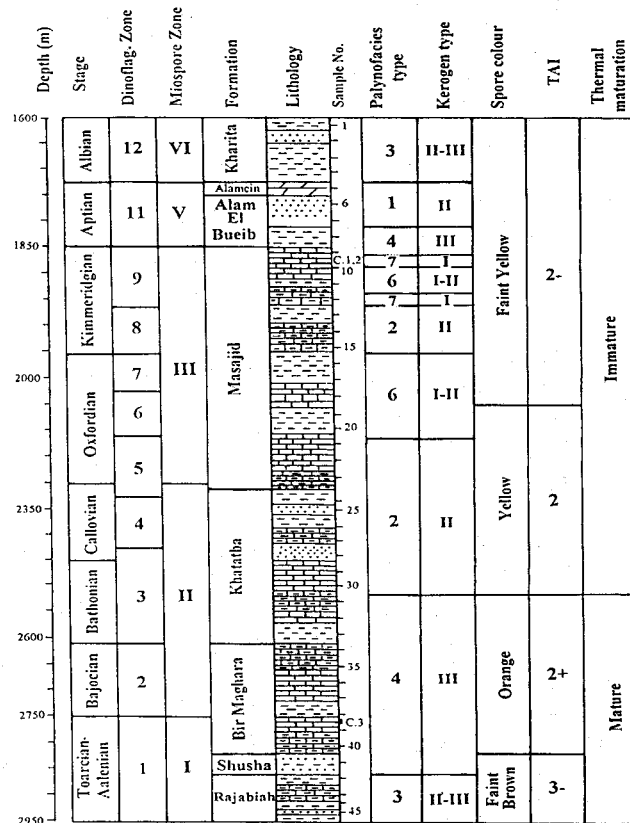 Depth (m)
Stage
Dinoflag. Zone
Miospore Zone
Formation
Lithology
Sample No.
Palynofacies type
Kerogen type
Spore colour
TAI
Thermal maturation
1600
1850
2000
2350
2600
2750
2950
Albian
Aptian
Kimmeridgian
Oxfordian
Callovian
Bathonian
Bajocian
Toarcian-
Aalenian
12
11
9
8
7
6
5
4
3
2
1
VI
V
III
II
I
Kharita
Alamein
Alam
El
Bueib
Masajid
Khatatba
Bir Maghara
Shusha
Rajabiah
1
6
C.1,2
10
15
20
25
30
35
C.3
40
45
3
1
4
7
6
7
2
6
2
4
3
II-III
II
III
I
I-II
I
II
I-II
II
III
II-III
Faint Yellow
Yellow
Orange
Faint
Brown
2-
2
2+
3-
Immature
Mature